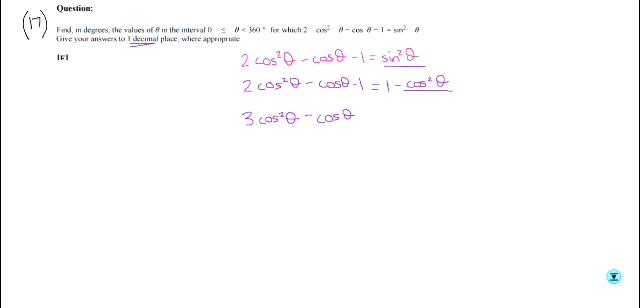 (17)
Question:
Find, in degrees, the values of θ in the interval 0 ≤ θ < 360° for which 2 cos² θ – cos θ – 1 = sin² θ
Give your answers to 1 decimal place, where appropriate
2 cos²θ - cosθ - 1 = sin²θ
2 cos²θ - cosθ - 1 = 1 - cos²θ
3 cos²θ - cosθ